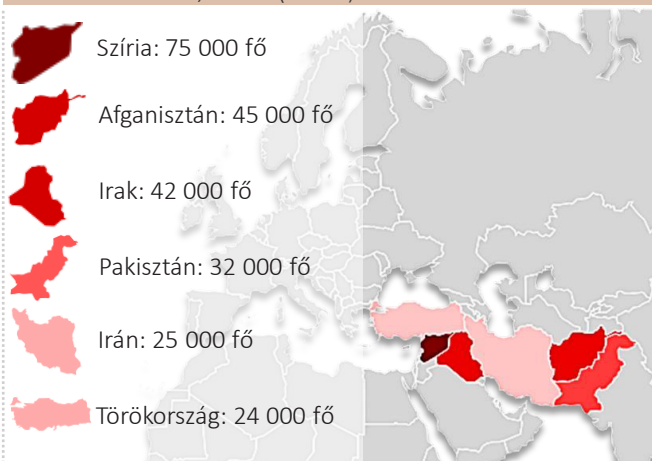 Szíria: 75 000 fő
Afganisztán: 45 000 fő
Irak: 42 000 fő
Pakisztán: 32 000 fő
Irán: 25 000 fő
Törökország: 24 000 fő